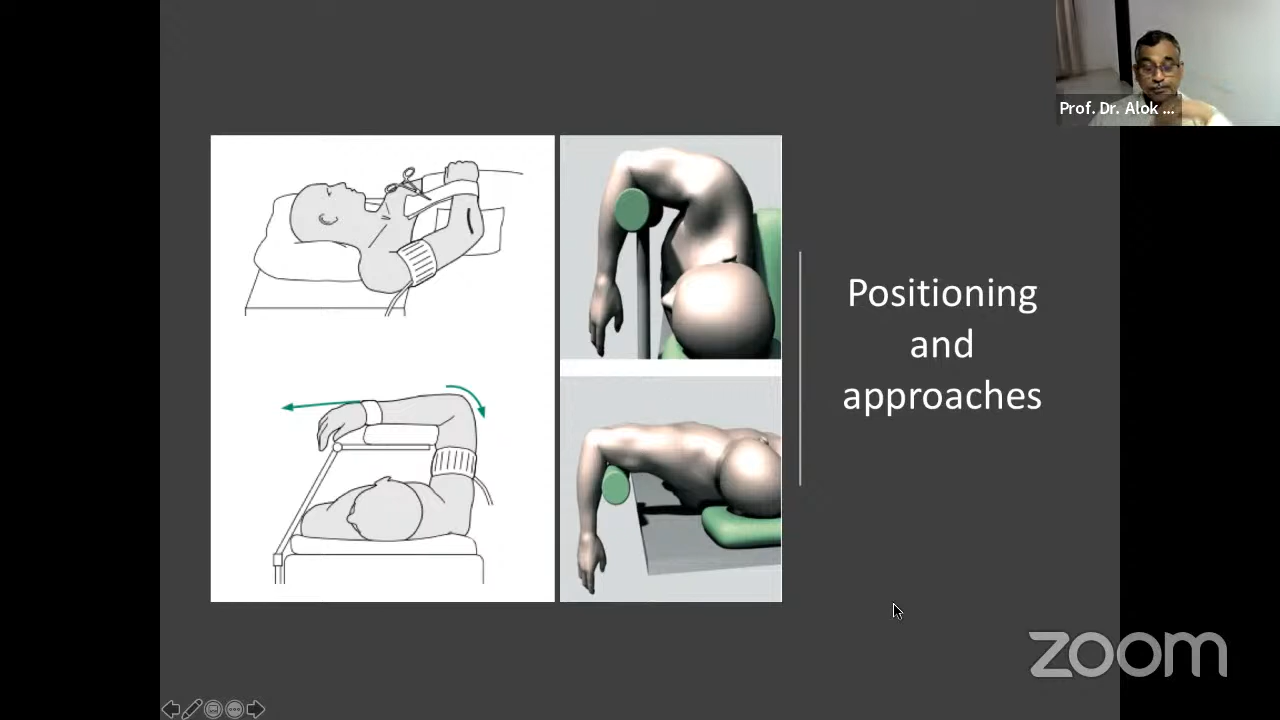 Prof. Dr. Alok ...
Positioning
and
approaches
zoom